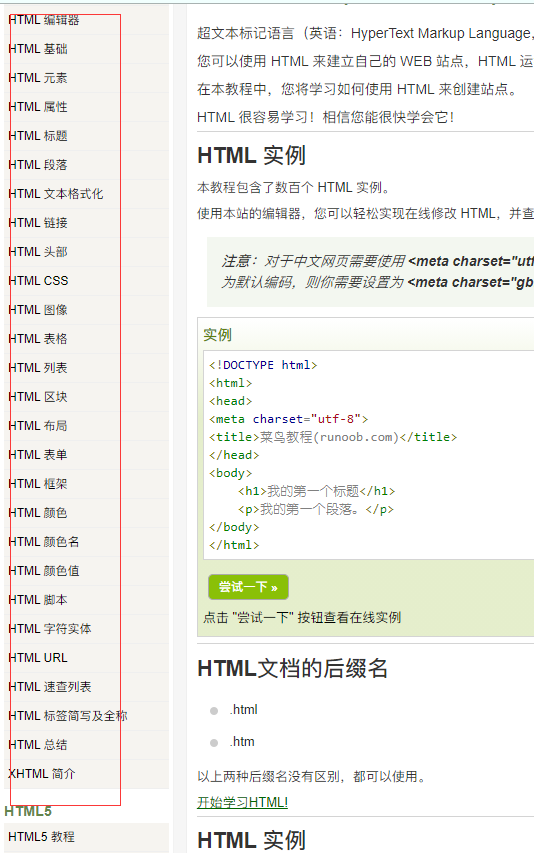 HTML 编辑器
HTML 基础
HTML 元素
HTML 属性
HTML 标题
HTML 段落
HTML 文本格式化
HTML 链接
HTML 头部
HTML CSS
HTML 图像
HTML 表格
HTML 列表
HTML 区块
HTML 布局
HTML 表单
HTML 框架
HTML 颜色
HTML 颜色名
HTML 颜色值
HTML 脚本
HTML 字符实体
HTML URL
HTML 速查列表
HTML 标签简写及全称
HTML 总结
XHTML 简介
HTML5
HTML5 教程
超文本标记语言（英语：HyperText Markup Language,
您可以使用 HTML 来建立自己的 WEB 站点，HTML 运
在本教程中，您将学习如何使用 HTML 来创建站点。
HTML 很容易学习！相信您能很快学会它！
HTML 实例
本教程包含了数百个 HTML 实例。
使用本站的编辑器，您可以轻松实现在线修改 HTML，并查
注意：对于中文网页需要使用 <meta charset="utf
为默认编码，则你需要设置为 <meta charset="gb
实例
<!DOCTYPE html>
<html>
<head>
<meta charset="utf-8">
<title>菜鸟教程(runoob.com)</title>
</head>
<body>
<h1>我的第一个标题</h1>
<p>我的第一个段落。</p>
</body>
</html>
尝试一下 »
点击 "尝试一下" 按钮查看在线实例
HTML文档的后缀名
.html
.htm
以上两种后缀名没有区别，都可以使用。
开始学习HTML!
HTML 实例